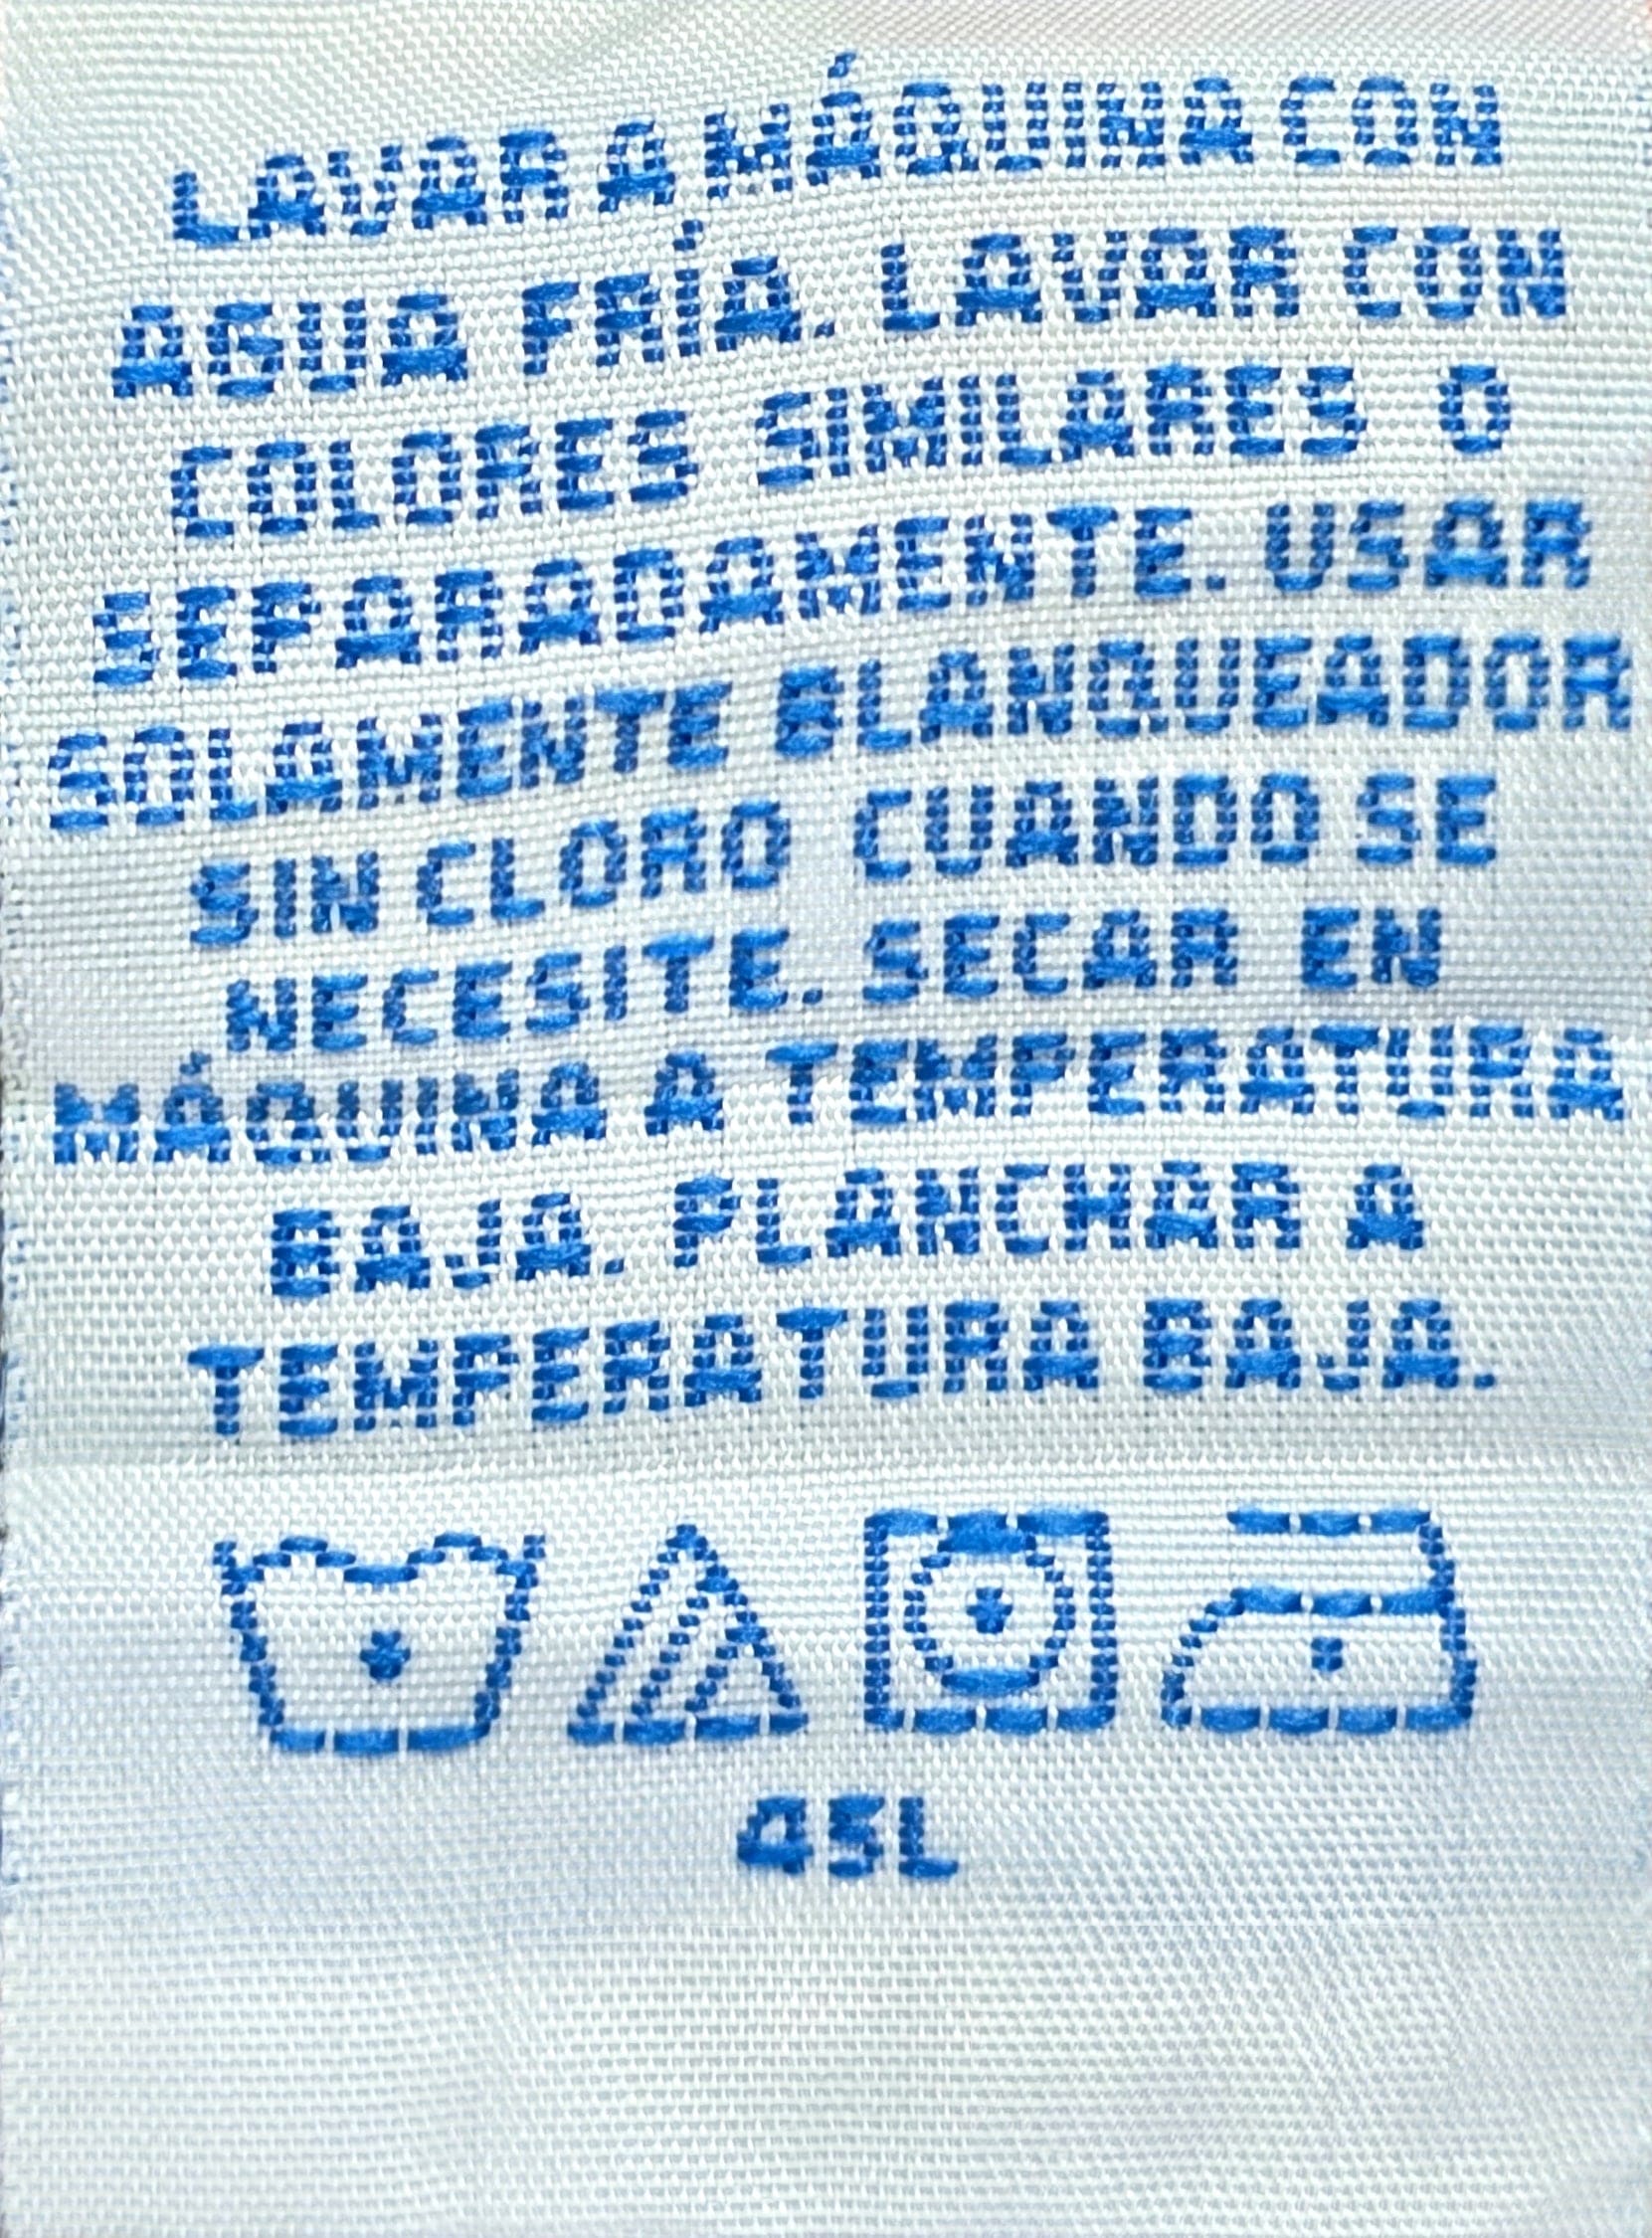 LAVAR A MÁQUINA CON
AGUA FRÍA. LAVAR CON
COLORES SIMILARES O
SEPARADAMENTE. USAR
SOLAMENTE BLANQUEADOR
SIN CLORO CUANDO SE
NECESITE. SECAR EN
MÁQUINA A TEMPERATURA
BAJA. PLANCHAR A
TEMPERATURA BAJA.
45L